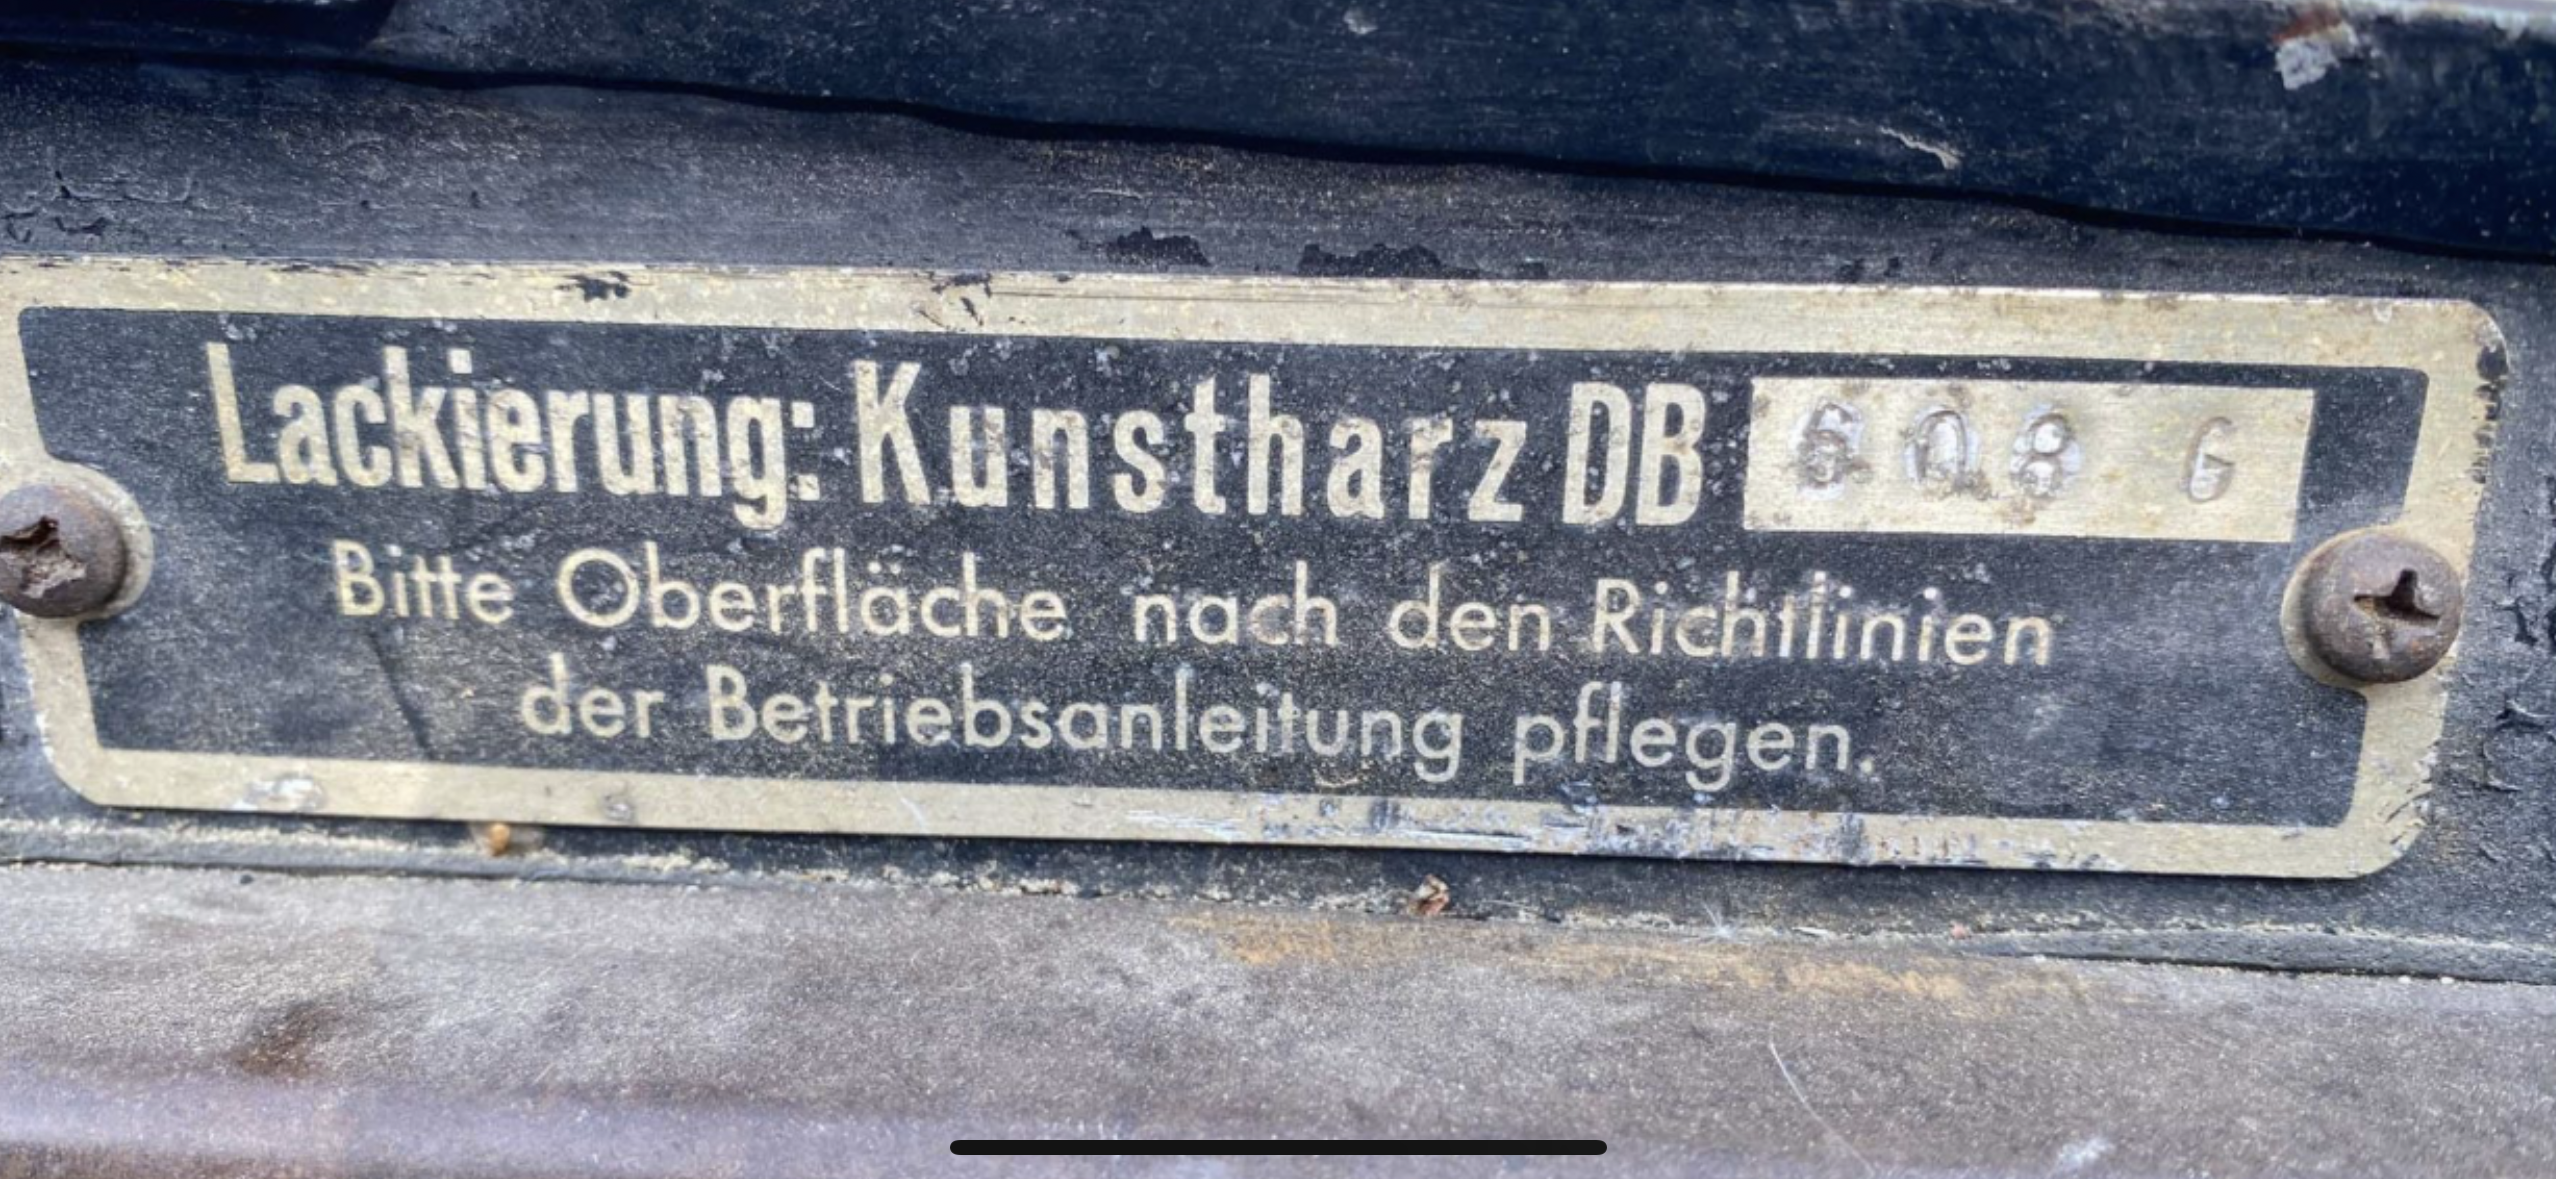 Lackierung: Kunstharz DB 608 G
Bitte Oberfläche nach den Richtlinien
der Betriebsanleitung pflegen.